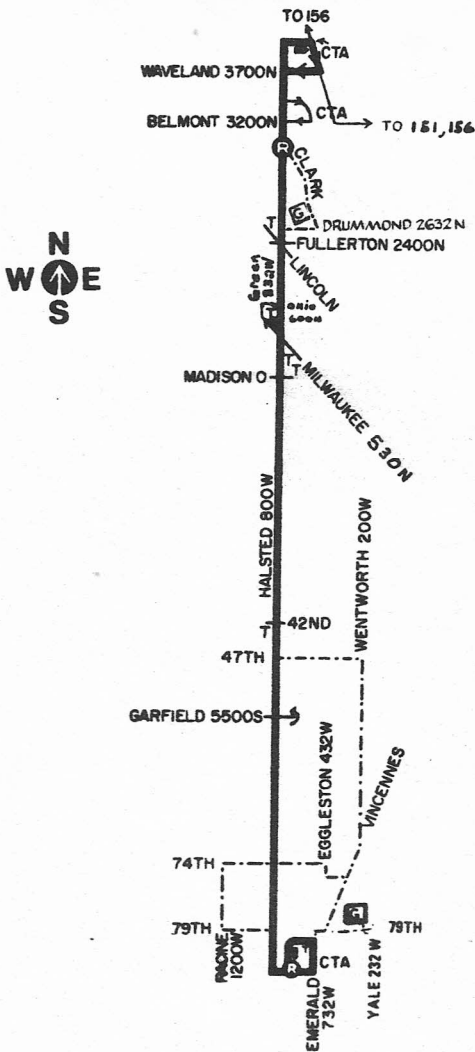 TO 156
CTA
WAVELAND 3700N
BELMONT 3200N
CTA
TO 151, 156
R
CLARK
G
T
DRUMMOND 2632N
FULLERTON 2400N
N
W E
S
LINCOLN
Green
832W
T
Ohio
600N
T
T
MADISON 0
MILWAUKEE 530N
HALSTED 800W
WENTWORTH 200W
42ND
T
47TH
GARFIELD 5500S
EGGLESTON 432W
VINCENNES
74TH
79TH
G
79TH
RACINE
1200W
T
R
CTA
EMERALD
732W
YALE 232 W